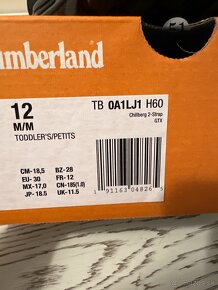 imberland
12
M/M
TODDLER'S/PETITS
TB 0A1LJ1 H60
Chillberg 2-Strap
GTX
CM-18,5
BZ-28
EU- 30
FR-12
MX-17,0
CN-185(1.0)
JP-18.5
UK-11.5
1 91163 04826 5